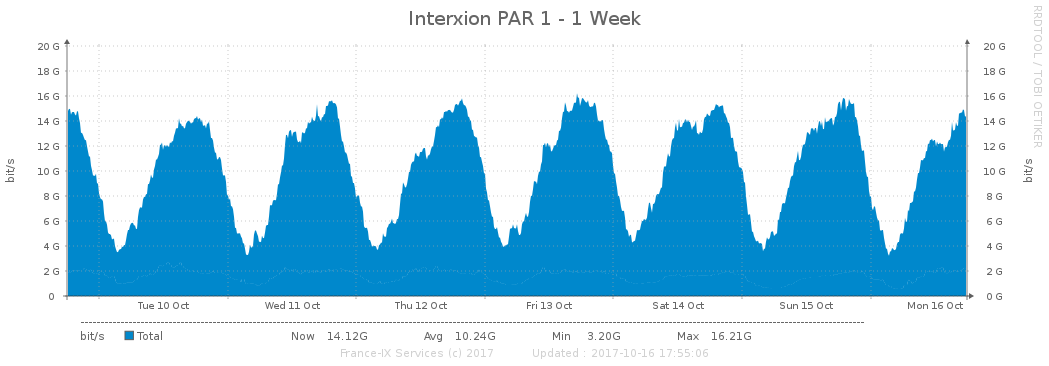 Interxion PAR 1 - 1 Week
RRDTOOL / TOBI OETIKER
20 G 20 G
18 G 18 G
16 G 16 G
14 G 14 G
12 G 12 G
10 G 10 G
8 G 8 G
6 G 6 G
4 G 4 G
2 G 2 G
0 0 G
bit/s
bit/s
Tue 10 Oct Wed 11 Oct Thu 12 Oct Fri 13 Oct Sat 14 Oct Sun 15 Oct Mon 16 Oct
bit/s Total Now 14.12G Avg 10.24G Min 3.20G Max 16.21G
France-IX Services (c) 2017 Updated : 2017-10-16 17:55:06